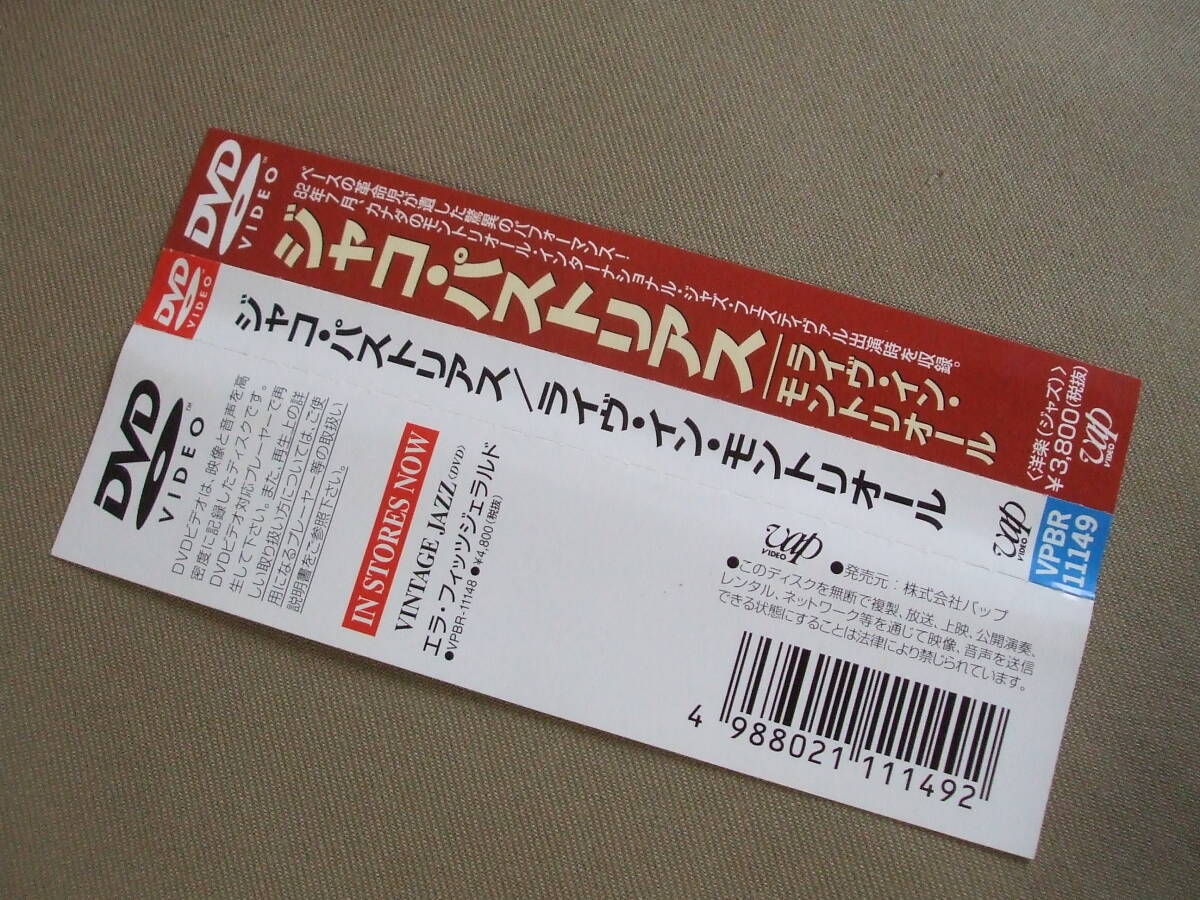 DVD™
VIDEO
ベースの革命児が遺した驚異のパフォーマンス!
82年7月、カナダのモントリオール・インターナショナル・ジャズ・フェスティヴァル出演時を収録。
ジャコ・パストリアス/ライヴ・イン・
モントリオール
〈洋楽(ジャズ)〉
¥3,800(税抜)
vap
VIDEO
DVD
VIDEO
ジャコ・パストリアス/ライヴ・イン・モントリオール
vap
VIDEO
VPBR
11149
DVD™
VIDEO
DVDビデオは、映像と音声を高
密度に記録したディスクです。
DVDビデオ対応プレーヤーで再
生して下さい。また、再生上の詳
しい取り扱い方については、ご使
用になるプレーヤー等の取扱い
説明書をご参照下さい。
IN STORES NOW
VINTAGE JAZZ〈DVD〉
エラ・フィッツジェラルド
●VPBR-11148●¥4,800(税抜)
vap
VIDEO
●発売元:株式会社バップ
●このディスクを無断で複製、放送、上映、公開演奏、
レンタル、ネットワーク等を通じて映像、音声を送信
できる状態にすることは法律により禁じられています。
4 988021 111492